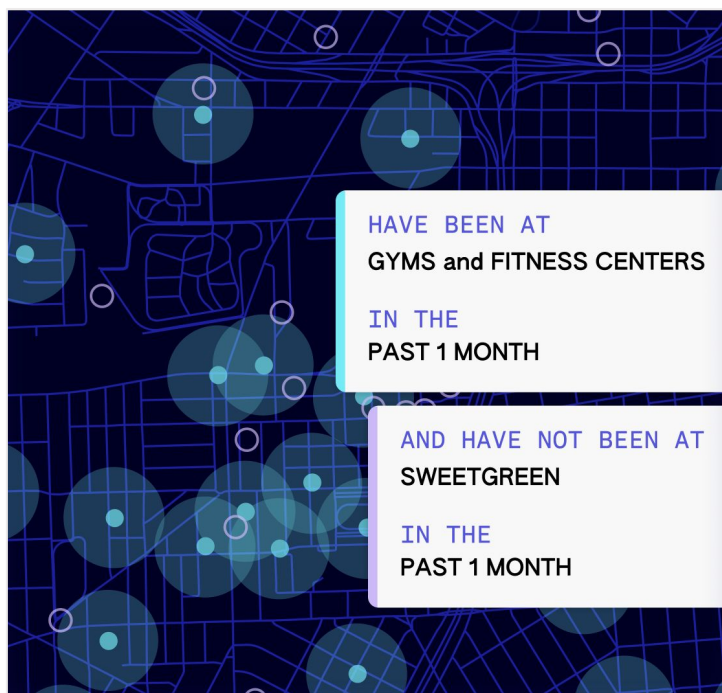 HAVE BEEN AT
GYMS and FITNESS CENTERS
IN THE
PAST 1 MONTH
AND HAVE NOT BEEN AT
SWEETGREEN
IN THE
PAST 1 MONTH